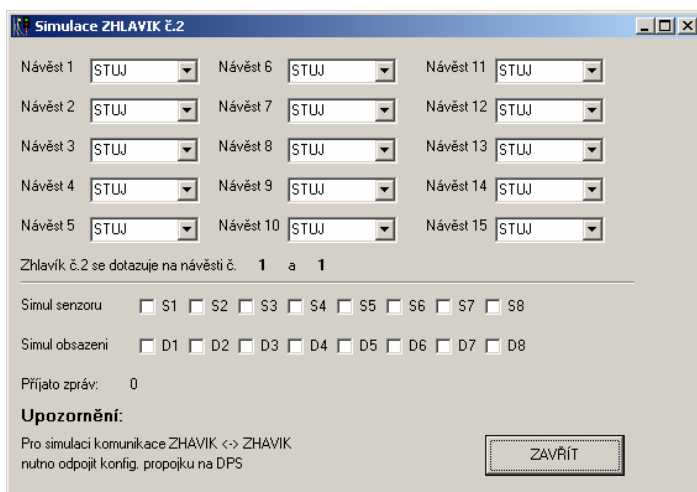 Simulace ZHLAVIK č.2
Návěst 1 STUJ Návěst 6 STUJ Návěst 11 STUJ
Návěst 2 STUJ Návěst 7 STUJ Návěst 12 STUJ
Návěst 3 STUJ Návěst 8 STUJ Návěst 13 STUJ
Návěst 4 STUJ Návěst 9 STUJ Návěst 14 STUJ
Návěst 5 STUJ Návěst 10 STUJ Návěst 15 STUJ
Zhlavík č.2 se dotazuje na návěsti č. 1 a 1
Simul senzoru S1 S2 S3 S4 S5 S6 S7 S8
Simul obsazeni D1 D2 D3 D4 D5 D6 D7 D8
Příjato zpráv: 0
Upozornění:
Pro simulaci komunikace ZHAVIK <-> ZHAVIK
nutno odpojit konfig. propojku na DPS
ZAVŘÍT